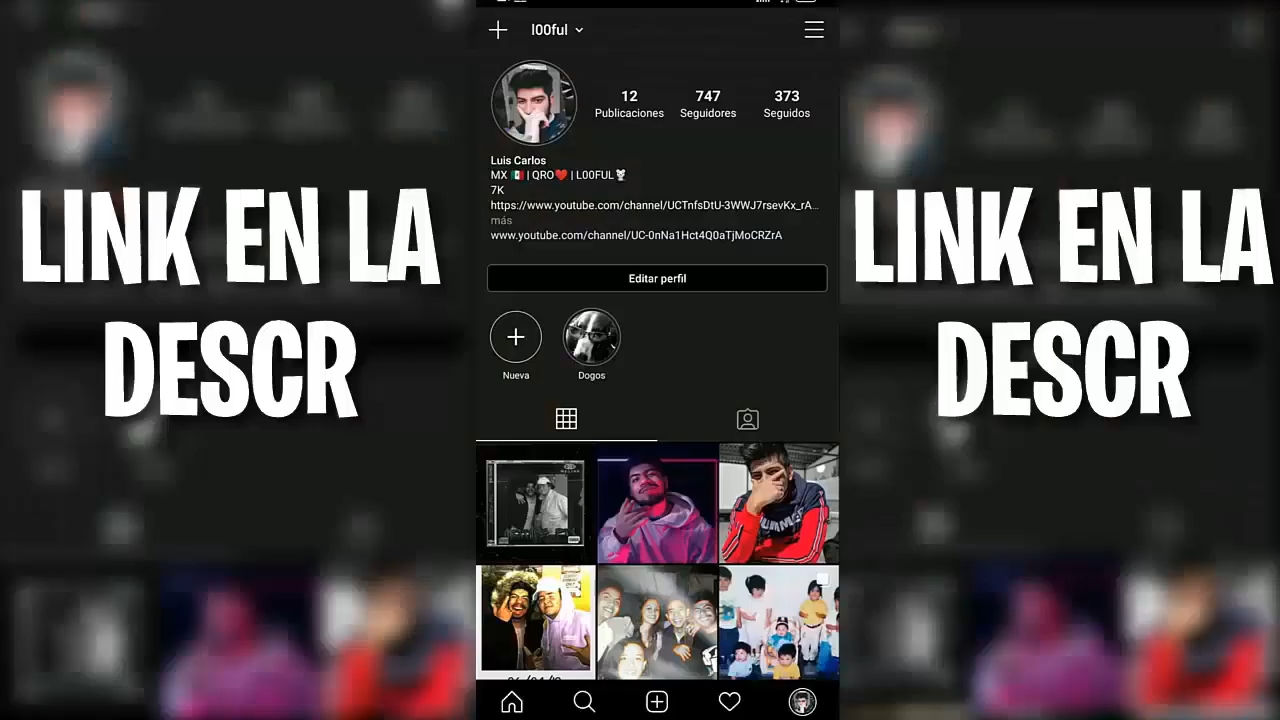 l00ful
12
747
373
Publicaciones
Seguidores
Seguidos
Luis Carlos
MX 🇲🇽 | QRO❤️ | L00FUL
7K
https://www.youtube.com/channel/UCTnfsDtU-3WWJ7rsevKx_rA...
más
www.youtube.com/channel/UC-0nNa1Hct4Q0aTjMoCRZrA
Editar perfil
Nueva
Dogos
LINK EN LA
DESCR
LINK EN LA
DESCR